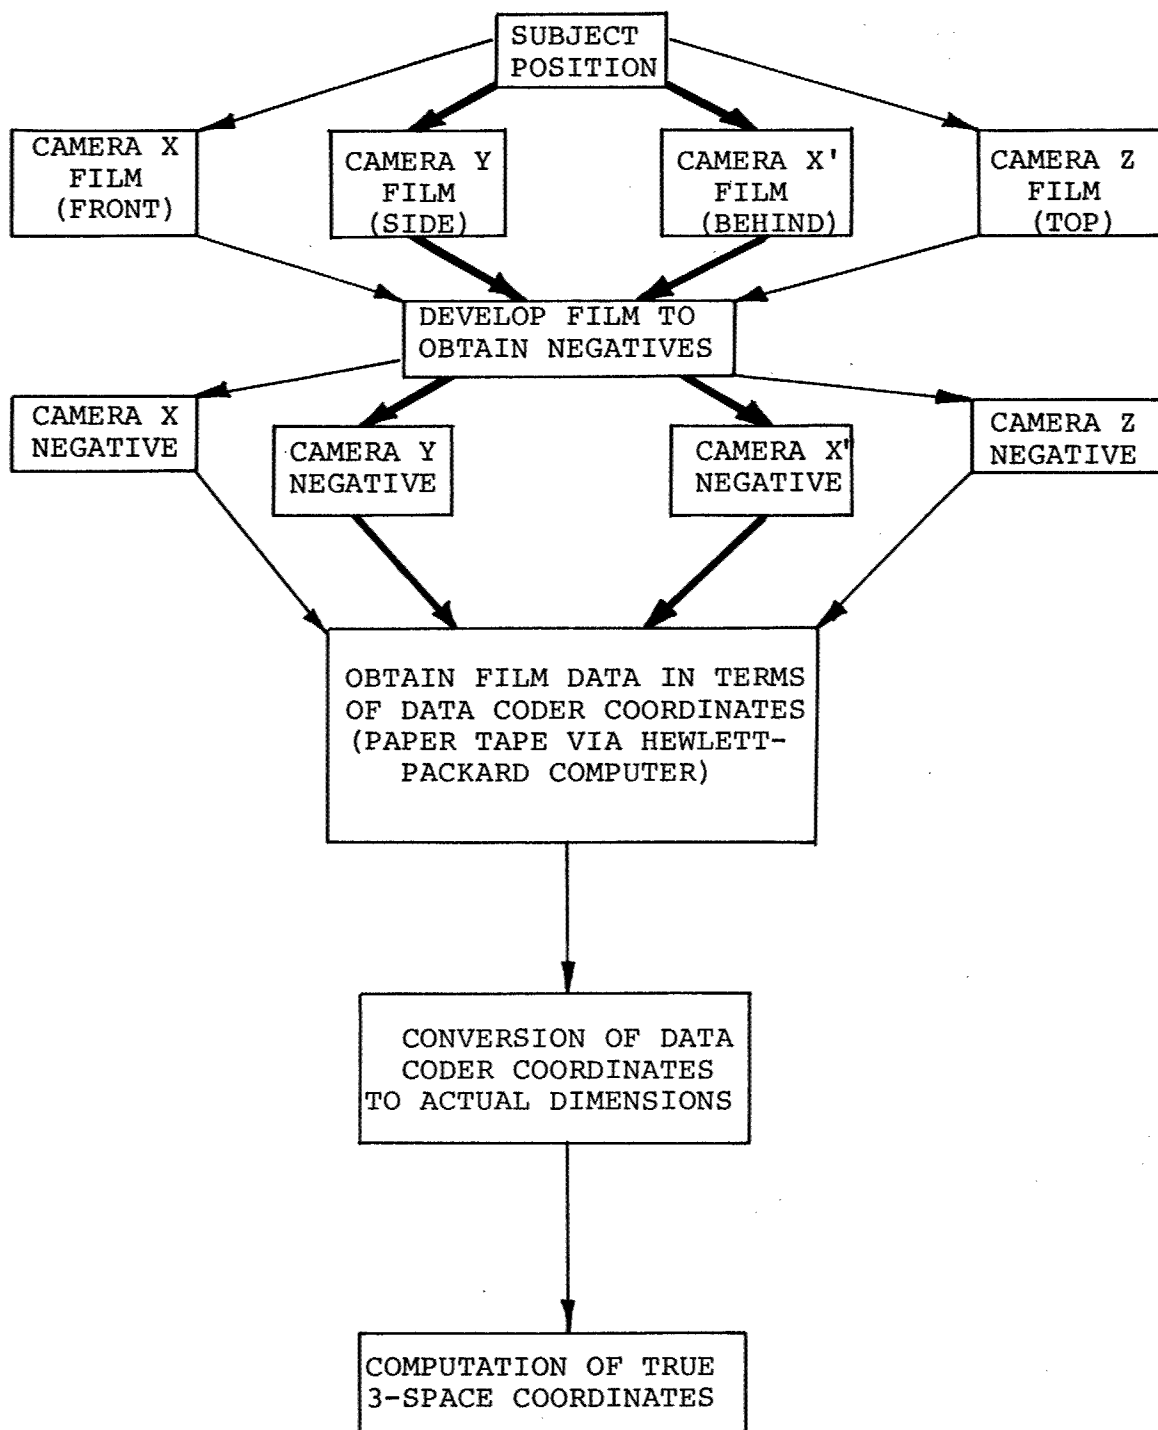 SUBJECT
POSITION
CAMERA X
FILM
(FRONT)
CAMERA Y
FILM
(SIDE)
CAMERA X'
FILM
(BEHIND)
CAMERA Z
FILM
(TOP)
DEVELOP FILM TO
OBTAIN NEGATIVES
CAMERA X
NEGATIVE
CAMERA Y
NEGATIVE
CAMERA X'
NEGATIVE
CAMERA Z
NEGATIVE
OBTAIN FILM DATA IN TERMS
OF DATA CODER COORDINATES
(PAPER TAPE VIA HEWLETT-
PACKARD COMPUTER)
CONVERSION OF DATA
CODER COORDINATES
TO ACTUAL DIMENSIONS
COMPUTATION OF TRUE
3-SPACE COORDINATES